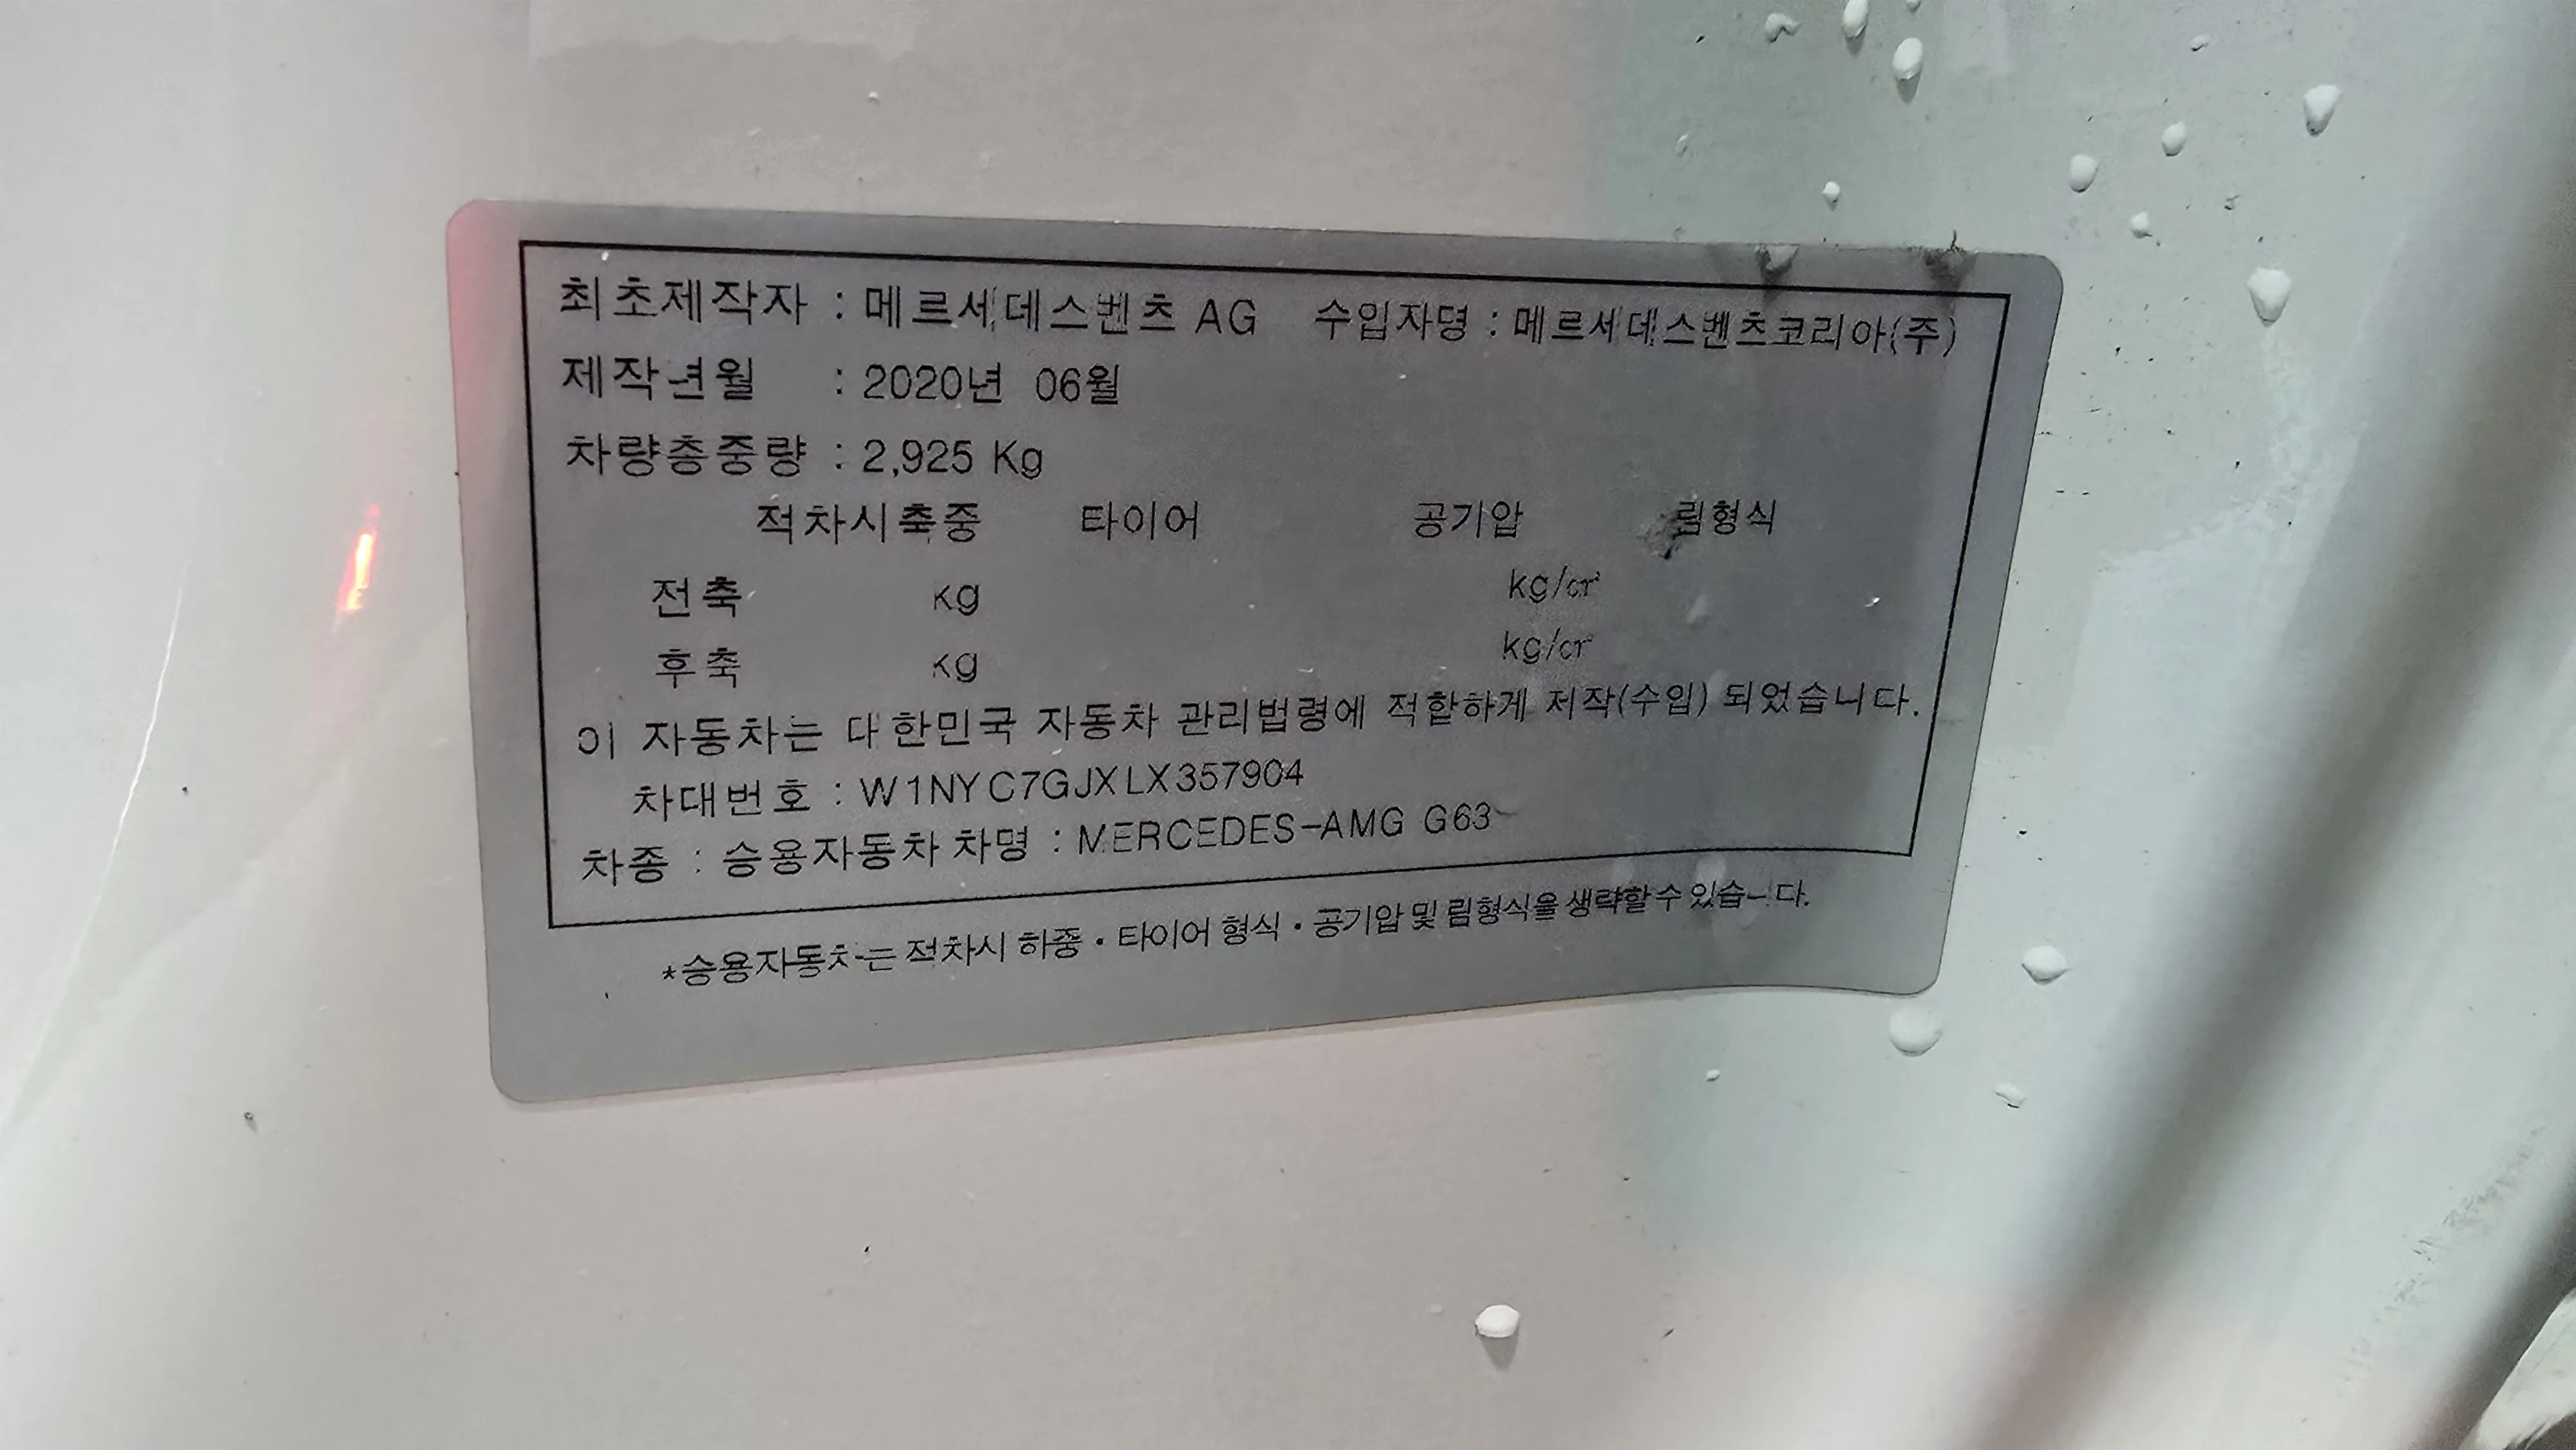 최초제작자 : 메르세데스벤츠 AG 수입자명 : 메르세데스벤츠코리아(주)
제작년월 : 2020년 06월
차량총중량 : 2,925 Kg
적차시축중 타이어 공기압 림형식
전축 kg kg/㎠
후축 kg kg/㎠
이 자동차는 대한민국 자동차 관리법령에 적합하게 제작(수입) 되었습니다.
차대번호 : W1NYC7GJXLX357904
차종 : 승용자동차 차명 : MERCEDES-AMG G63
*승용자동차는 적차시 하중・타이어 형식・공기압 및 림형식을 생략할 수 있습니다.